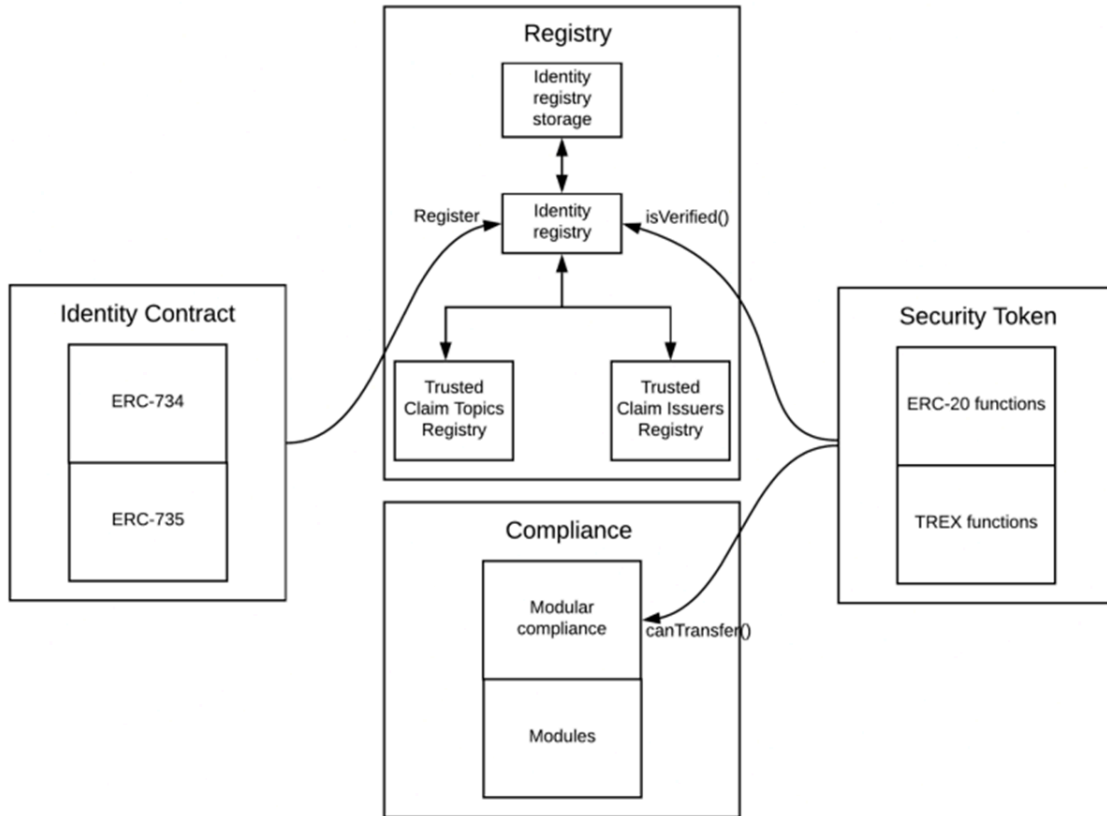 Registry
Identity
registry
storage
Register
Identity
registry
isVerified()
Trusted
Claim Topics
Registry
Trusted
Claim Issuers
Registry
Identity Contract
ERC-734
ERC-735
Security Token
ERC-20 functions
TREX functions
Compliance
Modular
compliance
canTransfer()
Modules